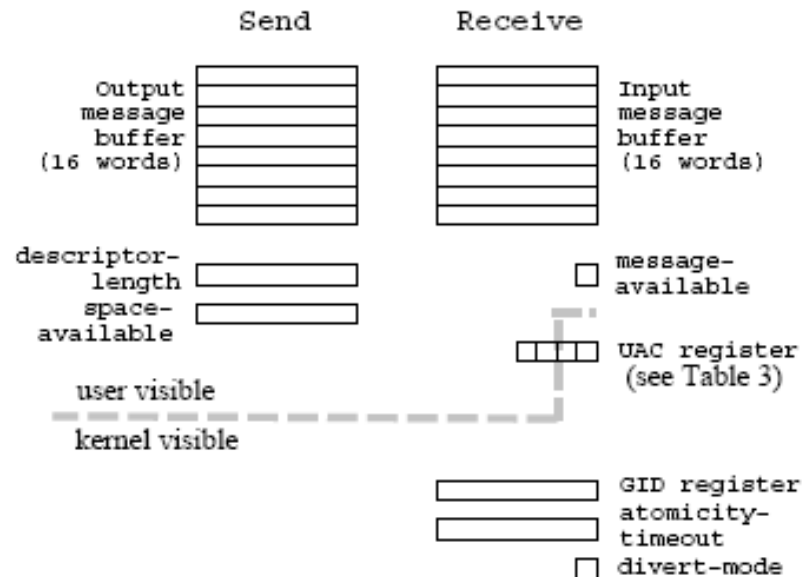 Send
Receive
Output
message
buffer
(16 words)
Input
message
buffer
(16 words)
descriptor-
length
space-
available
message-
available
UAC register
(see Table 3)
user visible
kernel visible
GID register
atomicity-
timeout
divert-mode